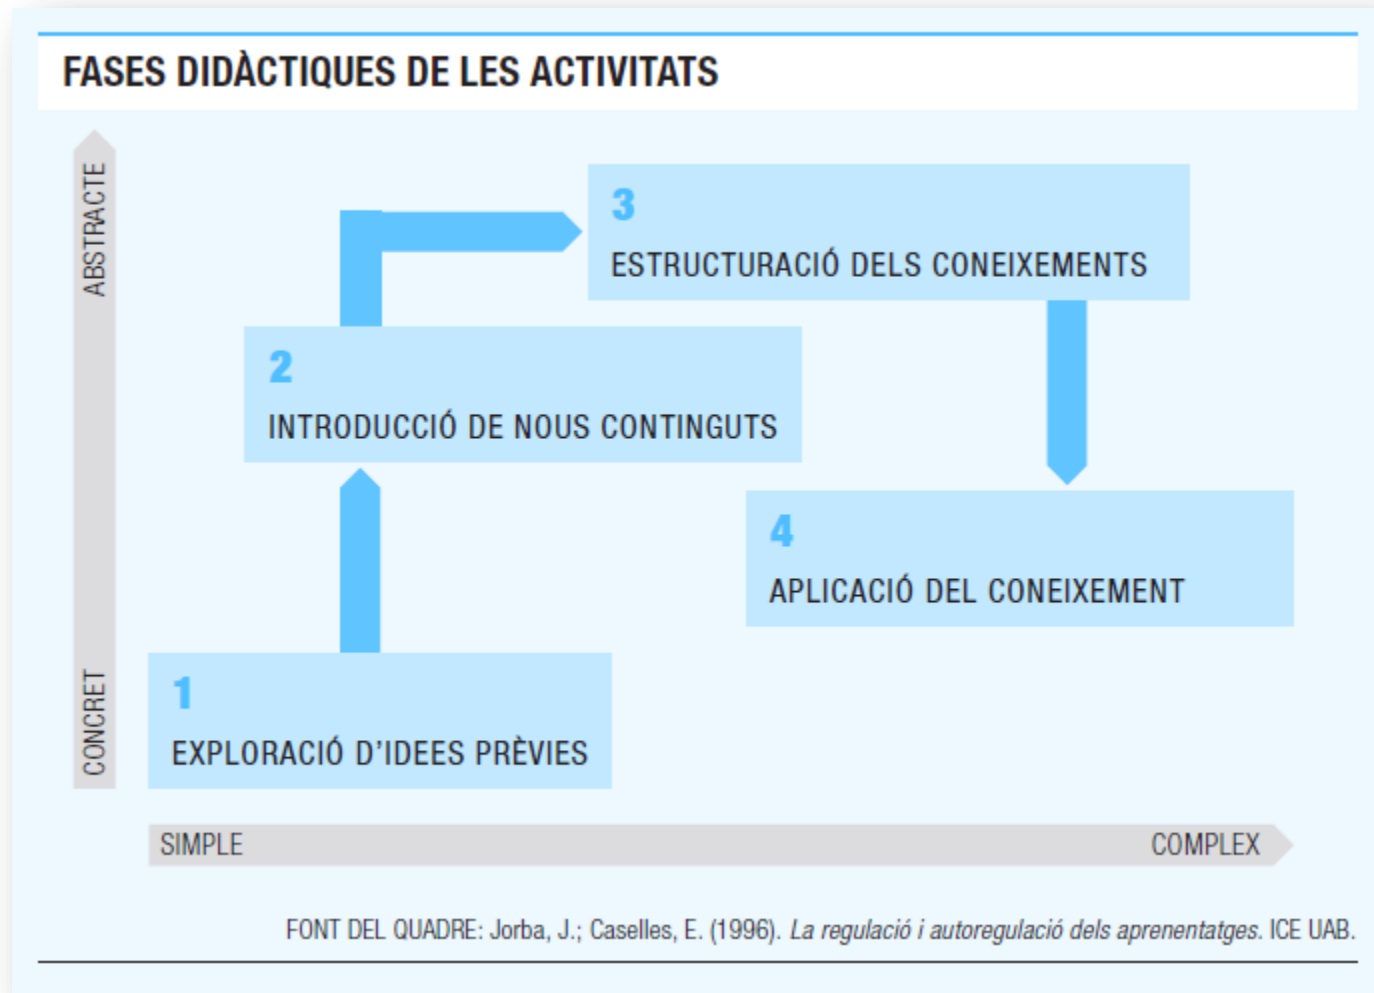 FASES DIDÀCTIQUES DE LES ACTIVITATS
ABSTRACTE
CONCRET
3
ESTRUCTURACIÓ DELS CONEIXEMENTS
2
INTRODUCCIÓ DE NOUS CONTINGUTS
4
APLICACIÓ DEL CONEIXEMENT
1
EXPLORACIÓ D'IDEES PRÈVIES
SIMPLE
COMPLEX
FONT DEL QUADRE: Jorba, J.; Caselles, E. (1996). La regulació i autoregulació dels aprenentatges. ICE UAB.